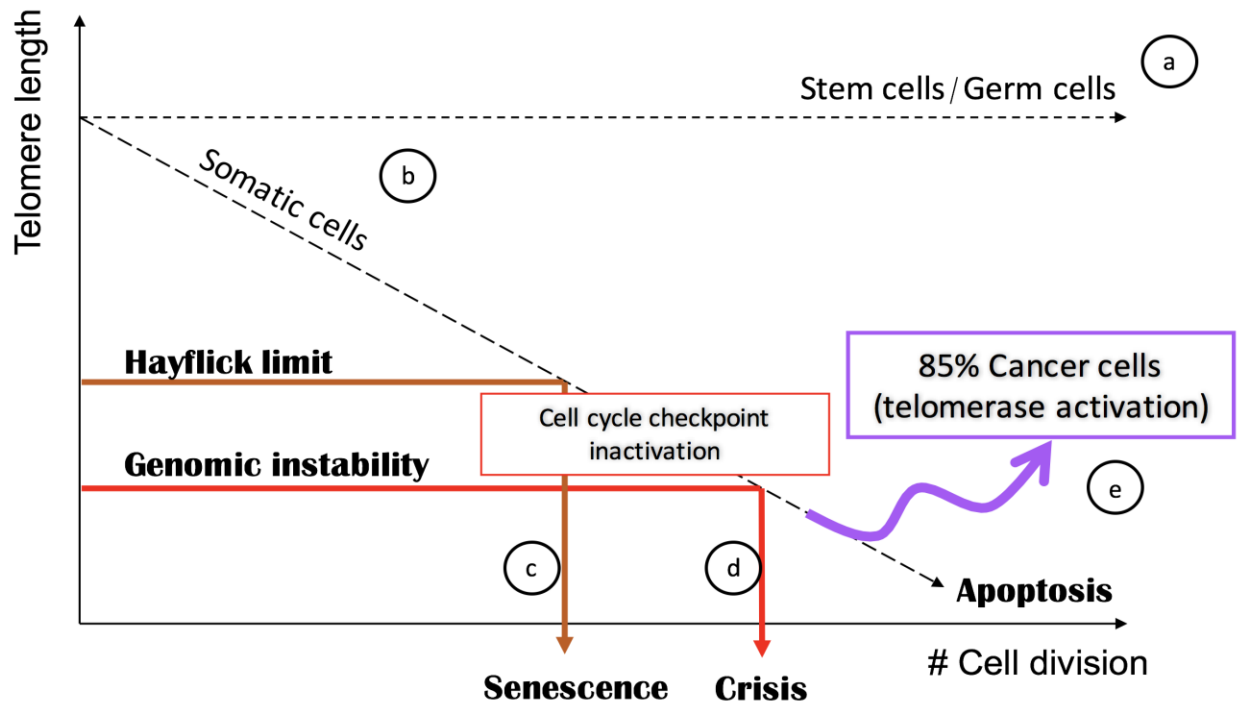 Telomere length
a
Stem cells / Germ cells
b
Somatic cells
Hayflick limit
85% Cancer cells
(telomerase activation)
Cell cycle checkpoint
inactivation
Genomic instability
e
c
d
Apoptosis
# Cell division
Senescence
Crisis